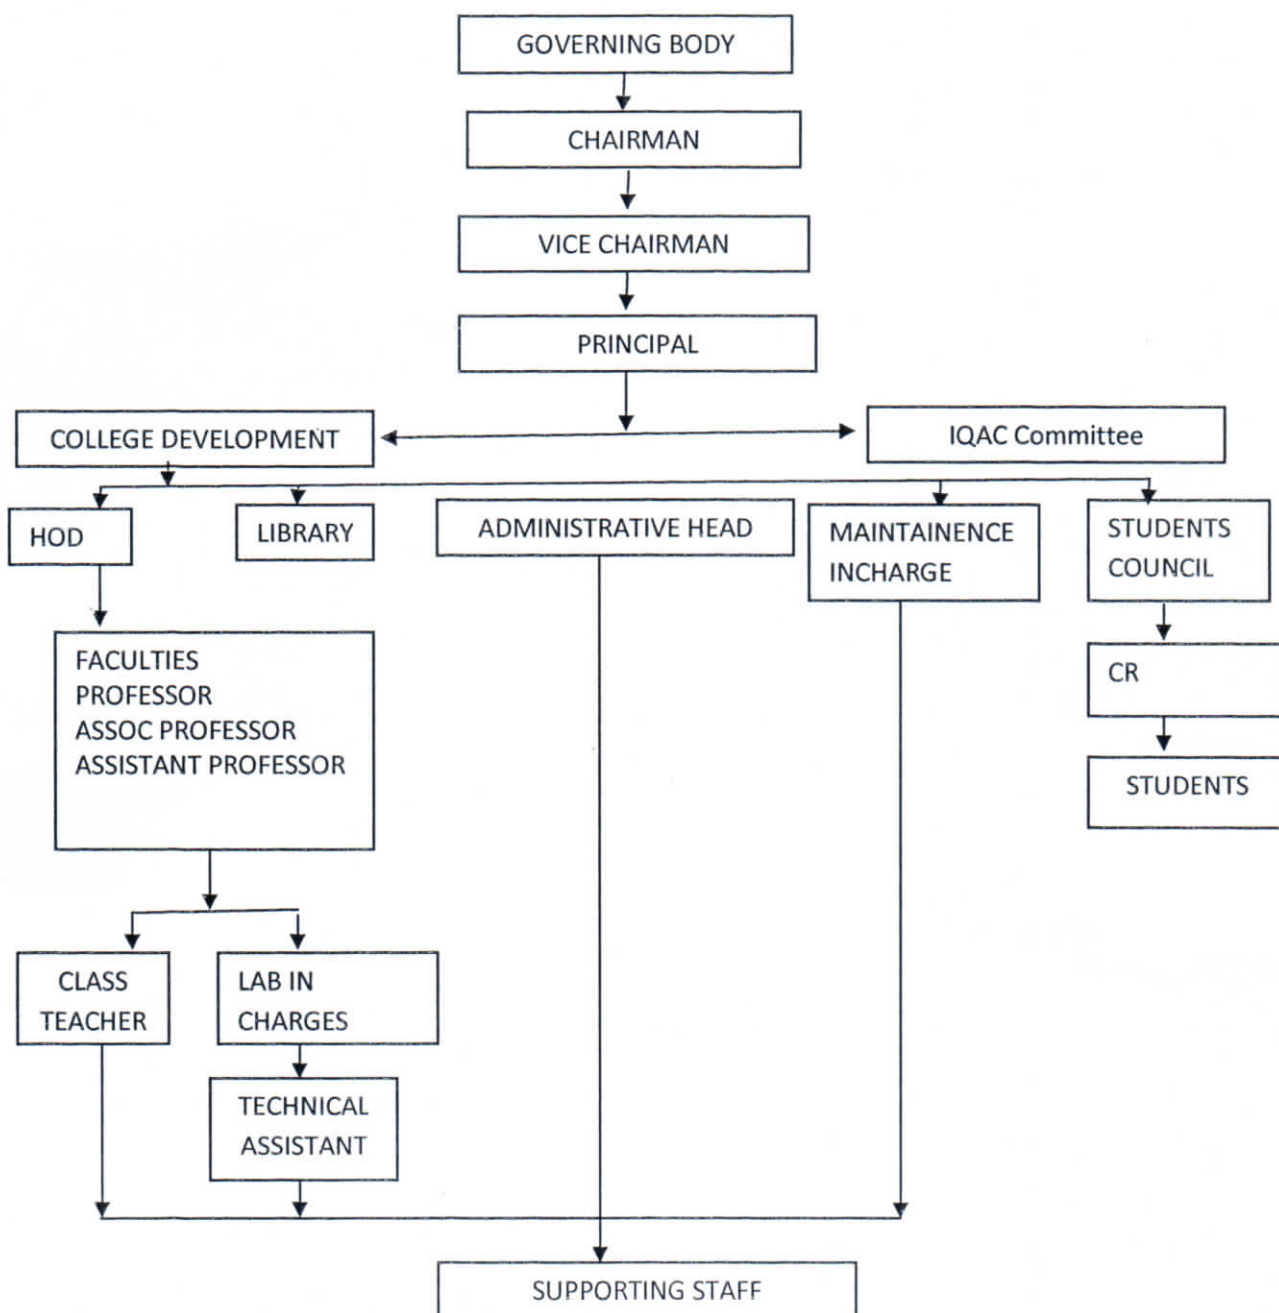 GOVERNING BODY
CHAIRMAN
VICE CHAIRMAN
PRINCIPAL
COLLEGE DEVELOPMENT
IQAC Committee
HOD
LIBRARY
ADMINISTRATIVE HEAD
MAINTAINENCE
INCHARGE
STUDENTS
COUNCIL
FACULTIES
PROFESSOR
ASSOC PROFESSOR
ASSISTANT PROFESSOR
CR
STUDENTS
CLASS
TEACHER
LAB IN
CHARGES
TECHNICAL
ASSISTANT
SUPPORTING STAFF